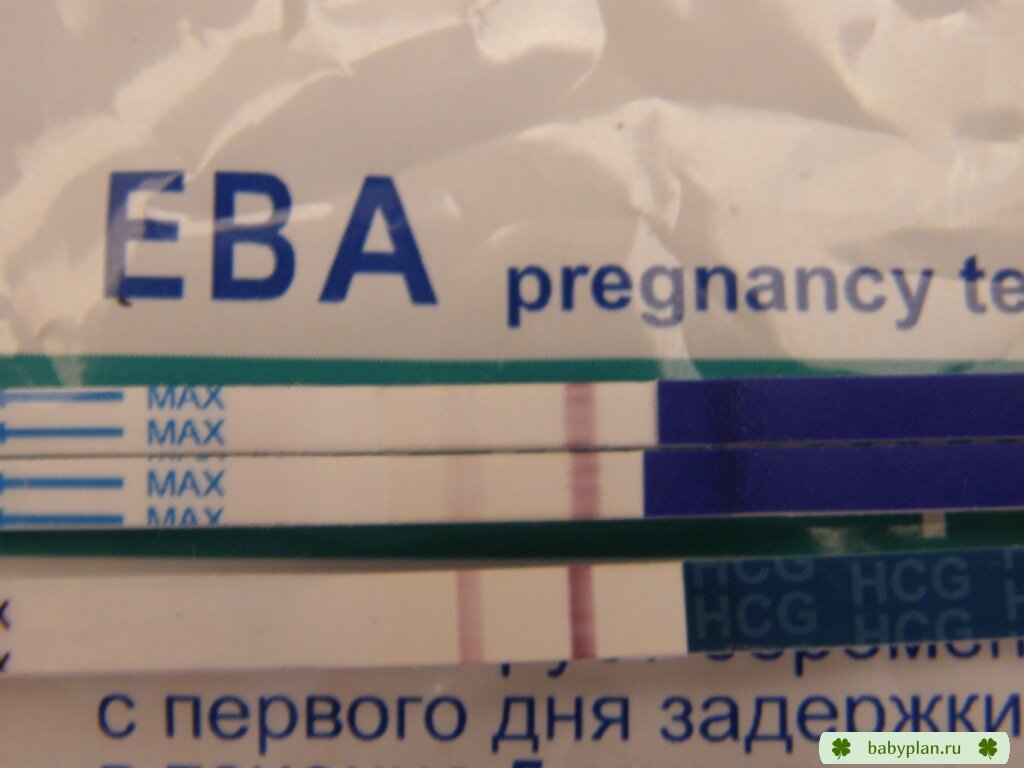 EBA pregnancy te
MAX
MAX
MAX
MAX
HCG HCG
HCG HCG
с первого дня задержки
babyplan.ru